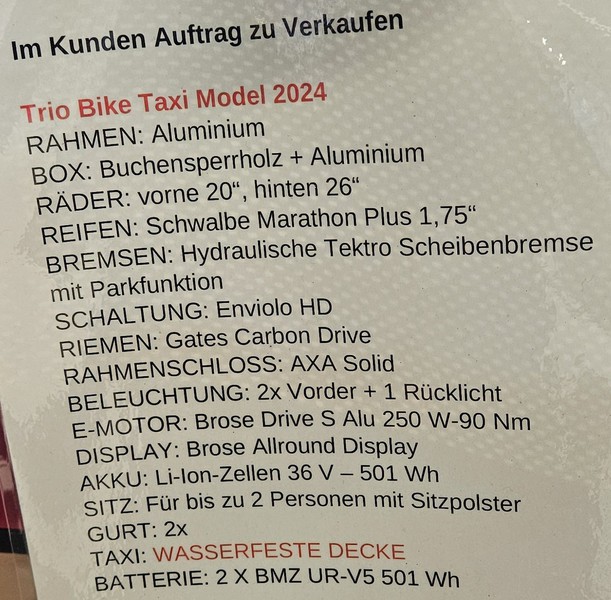 Im Kunden Auftrag zu Verkaufen
Trio Bike Taxi Model 2024
RAHMEN: Aluminium
BOX: Buchensperrholz + Aluminium
RÄDER: vorne 20“, hinten 26“
REIFEN: Schwalbe Marathon Plus 1,75“
BREMSEN: Hydraulische Tektro Scheibenbremse
mit Parkfunktion
SCHALTUNG: Enviolo HD
RIEMEN: Gates Carbon Drive
RAHMENSCHLOSS: AXA Solid
BELEUCHTUNG: 2x Vorder + 1 Rücklicht
E-MOTOR: Brose Drive S Alu 250 W-90 Nm
DISPLAY: Brose Allround Display
AKKU: Li-Ion-Zellen 36 V – 501 Wh
SITZ: Für bis zu 2 Personen mit Sitzpolster
GURT: 2x
TAXI: WASSERFESTE DECKE
BATTERIE: 2 X BMZ UR-V5 501 Wh